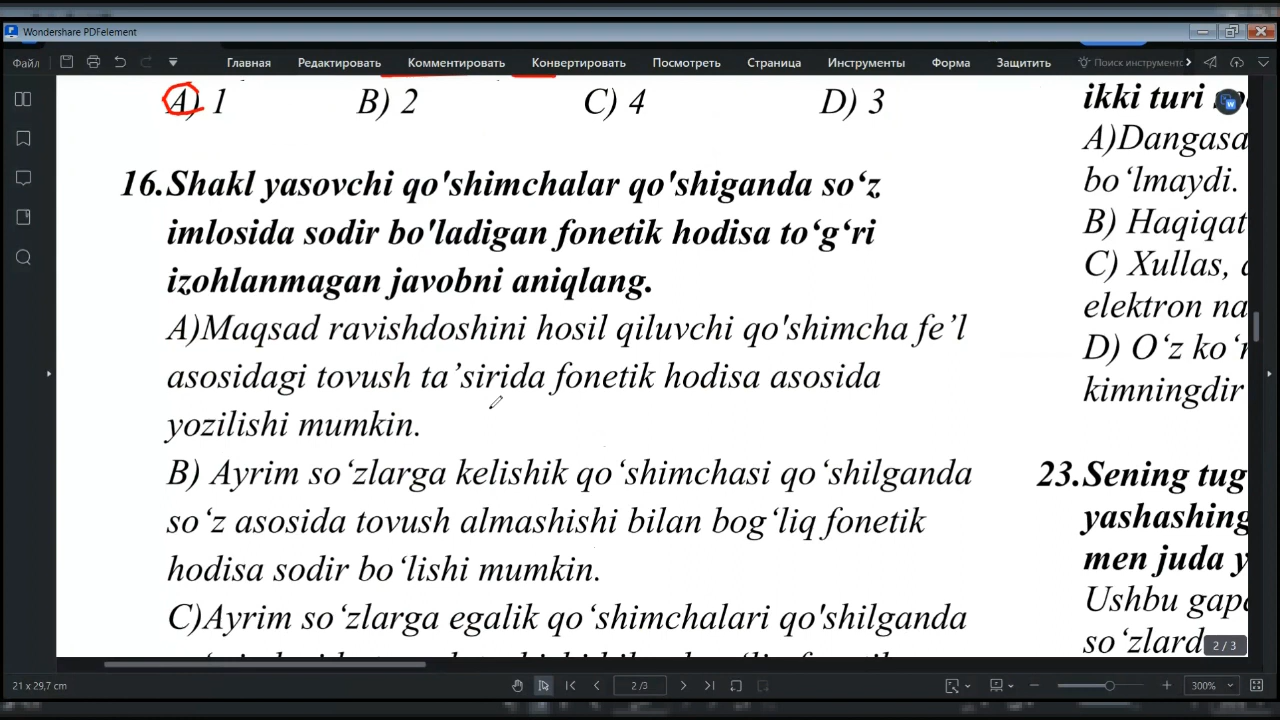 Wondershare PDFelement
Файл
Главная Редактировать Комментировать Конвертировать Посмотреть Страница Инструменты Форма Защитить Поиск инструменто
A) 1 B) 2 C) 4 D) 3
16.Shakl yasovchi qo'shimchalar qo'shiganda so‘z
imlosida sodir bo'ladigan fonetik hodisa to‘g‘ri
izohlanmagan javobni aniqlang.
A)Maqsad ravishdoshini hosil qiluvchi qo'shimcha fe’l
asosidagi tovush ta’sirida fonetik hodisa asosida
yozilishi mumkin.
B) Ayrim so‘zlarga kelishik qo‘shimchasi qo‘shilganda
so‘z asosida tovush almashishi bilan bog‘liq fonetik
hodisa sodir bo‘lishi mumkin.
C)Ayrim so‘zlarga egalik qo‘shimchalari qo'shilganda
ikki turi
A)Dangasa
bo‘lmaydi.
B) Haqiqat
C) Xullas,
elektron na
D) O‘z ko‘
kimningdir
23.Sening tug
yashashing
men juda y
Ushbu gapd
so‘zlard
2 / 3
21 x 29,7 cm
2 /3
300%